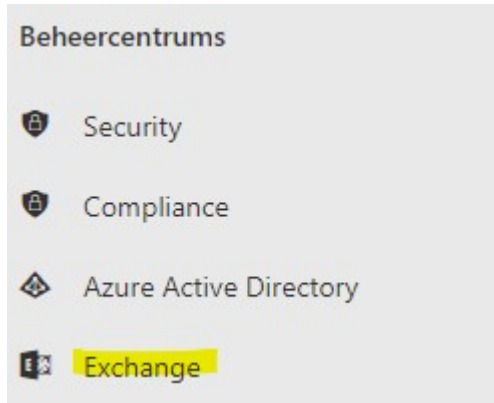 Beheercentrums
Security
Compliance
Azure Active Directory
Exchange